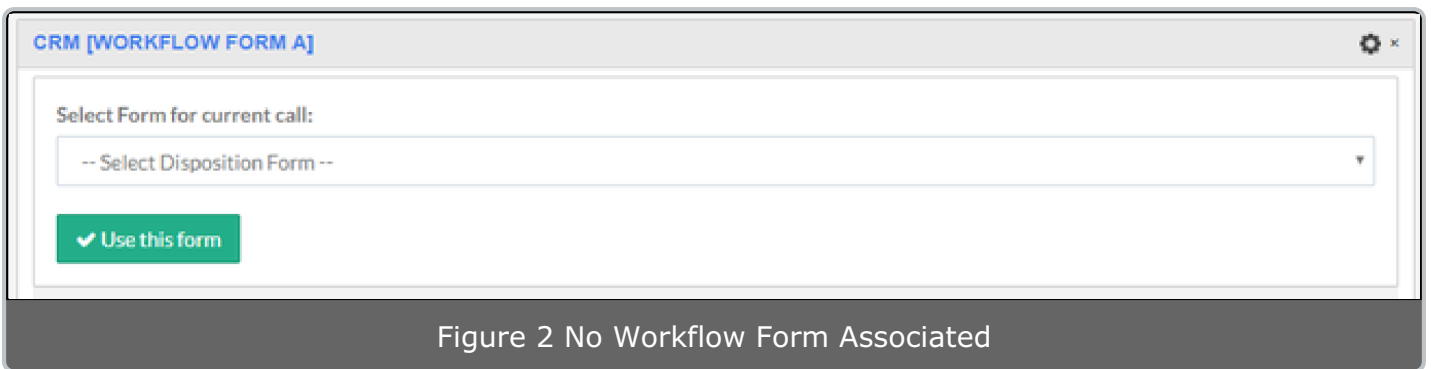 CRM [WORKFLOW FORM A]
Select Form for current call:
-- Select Disposition Form --
Use this form
Figure 2 No Workflow Form Associated